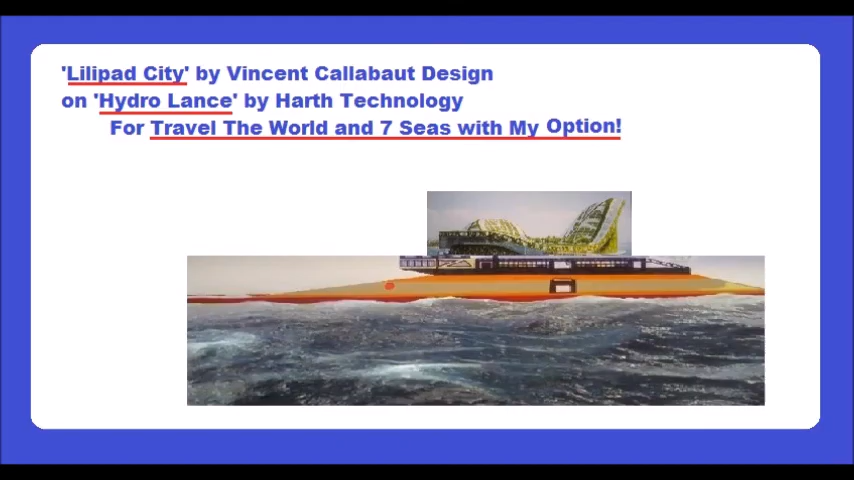 'Lilipad City' by Vincent Callabaut Design
on 'Hydro Lance' by Harth Technology
For Travel The World and 7 Seas with My Option!